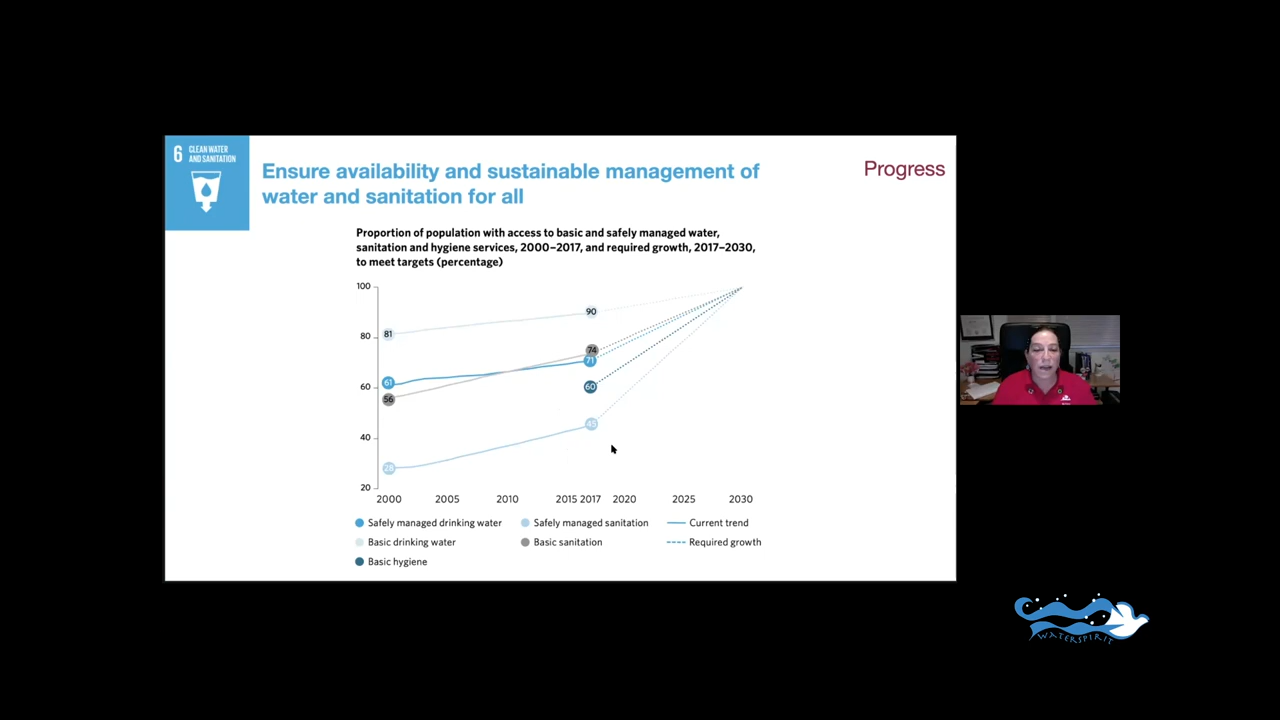 6 CLEAN WATER
AND SANITATION
Ensure availability and sustainable management of
water and sanitation for all
Progress
Proportion of population with access to basic and safely managed water,
sanitation and hygiene services, 2000–2017, and required growth, 2017–2030,
to meet targets (percentage)
100
80
60
40
20
81
90
61
56
74
71
60
28
45
2000 2005 2010 2015 2017 2020 2025 2030
Safely managed drinking water
Safely managed sanitation
Current trend
Basic drinking water
Basic sanitation
Required growth
Basic hygiene
WATERSPIRIT